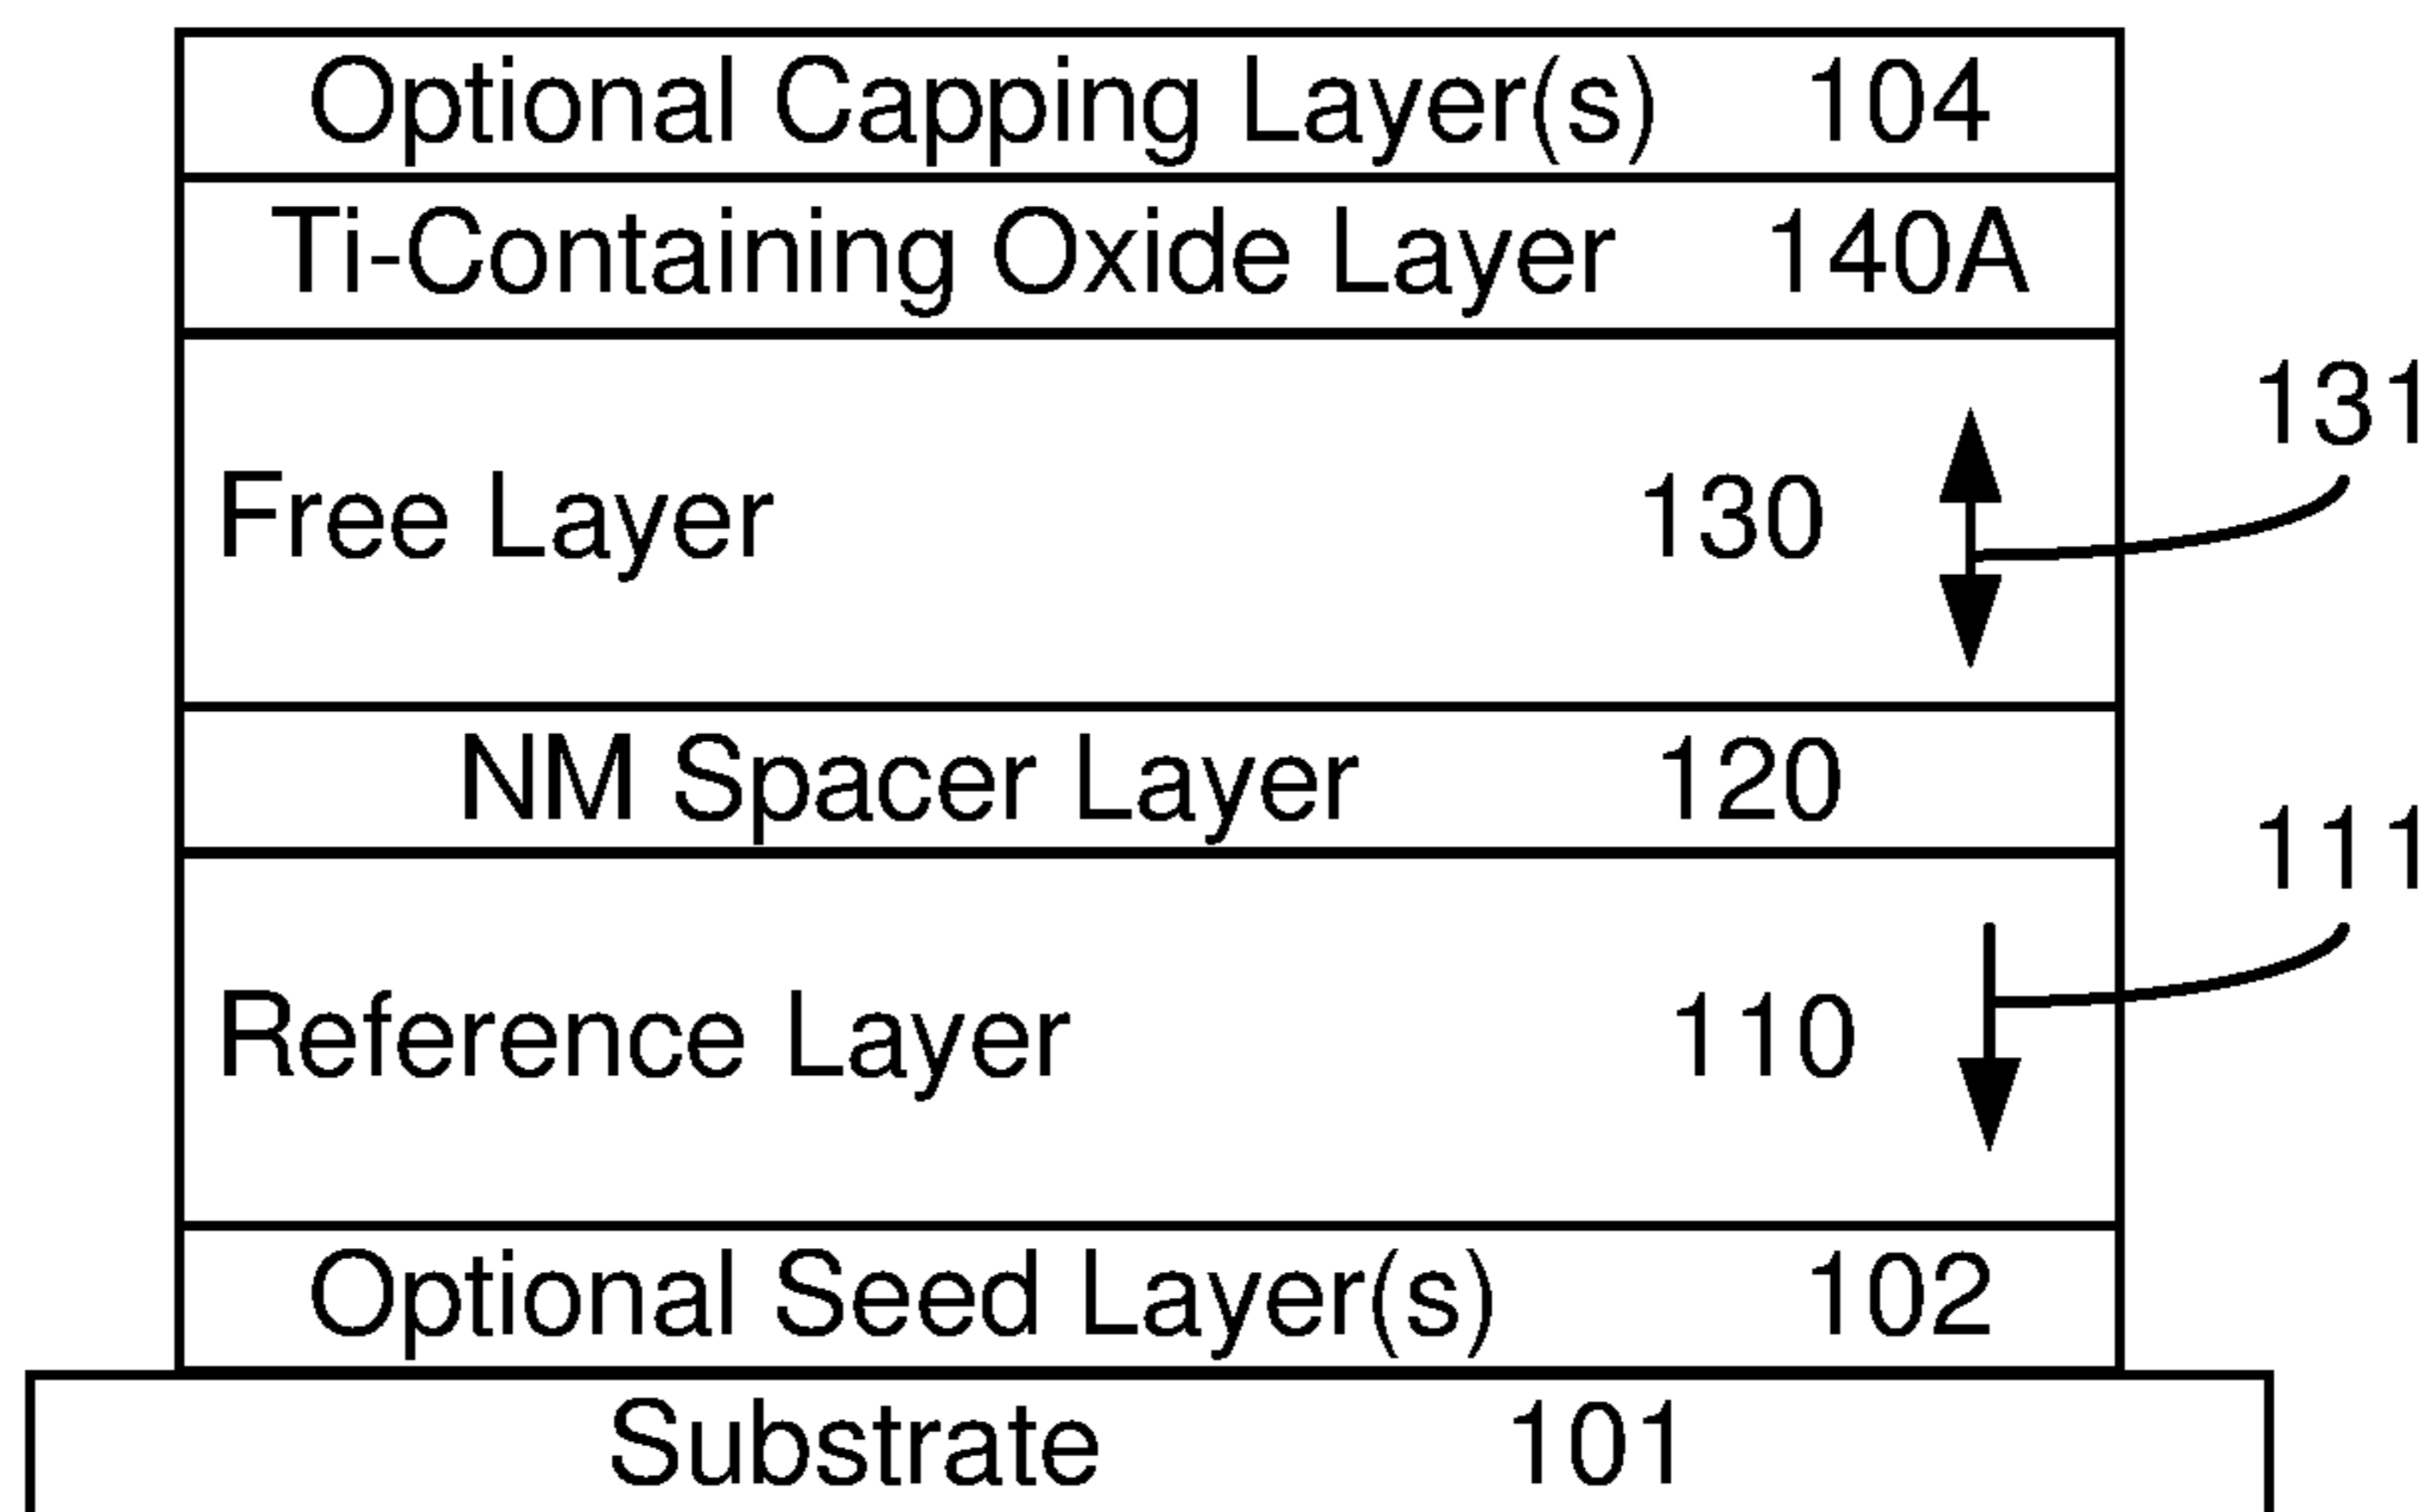 Optional Capping Layer(s) 104
Ti-Containing Oxide Layer 140A
131
Free Layer 130
NM Spacer Layer 120
111
Reference Layer 110
Optional Seed Layer(s) 102
Substrate 101